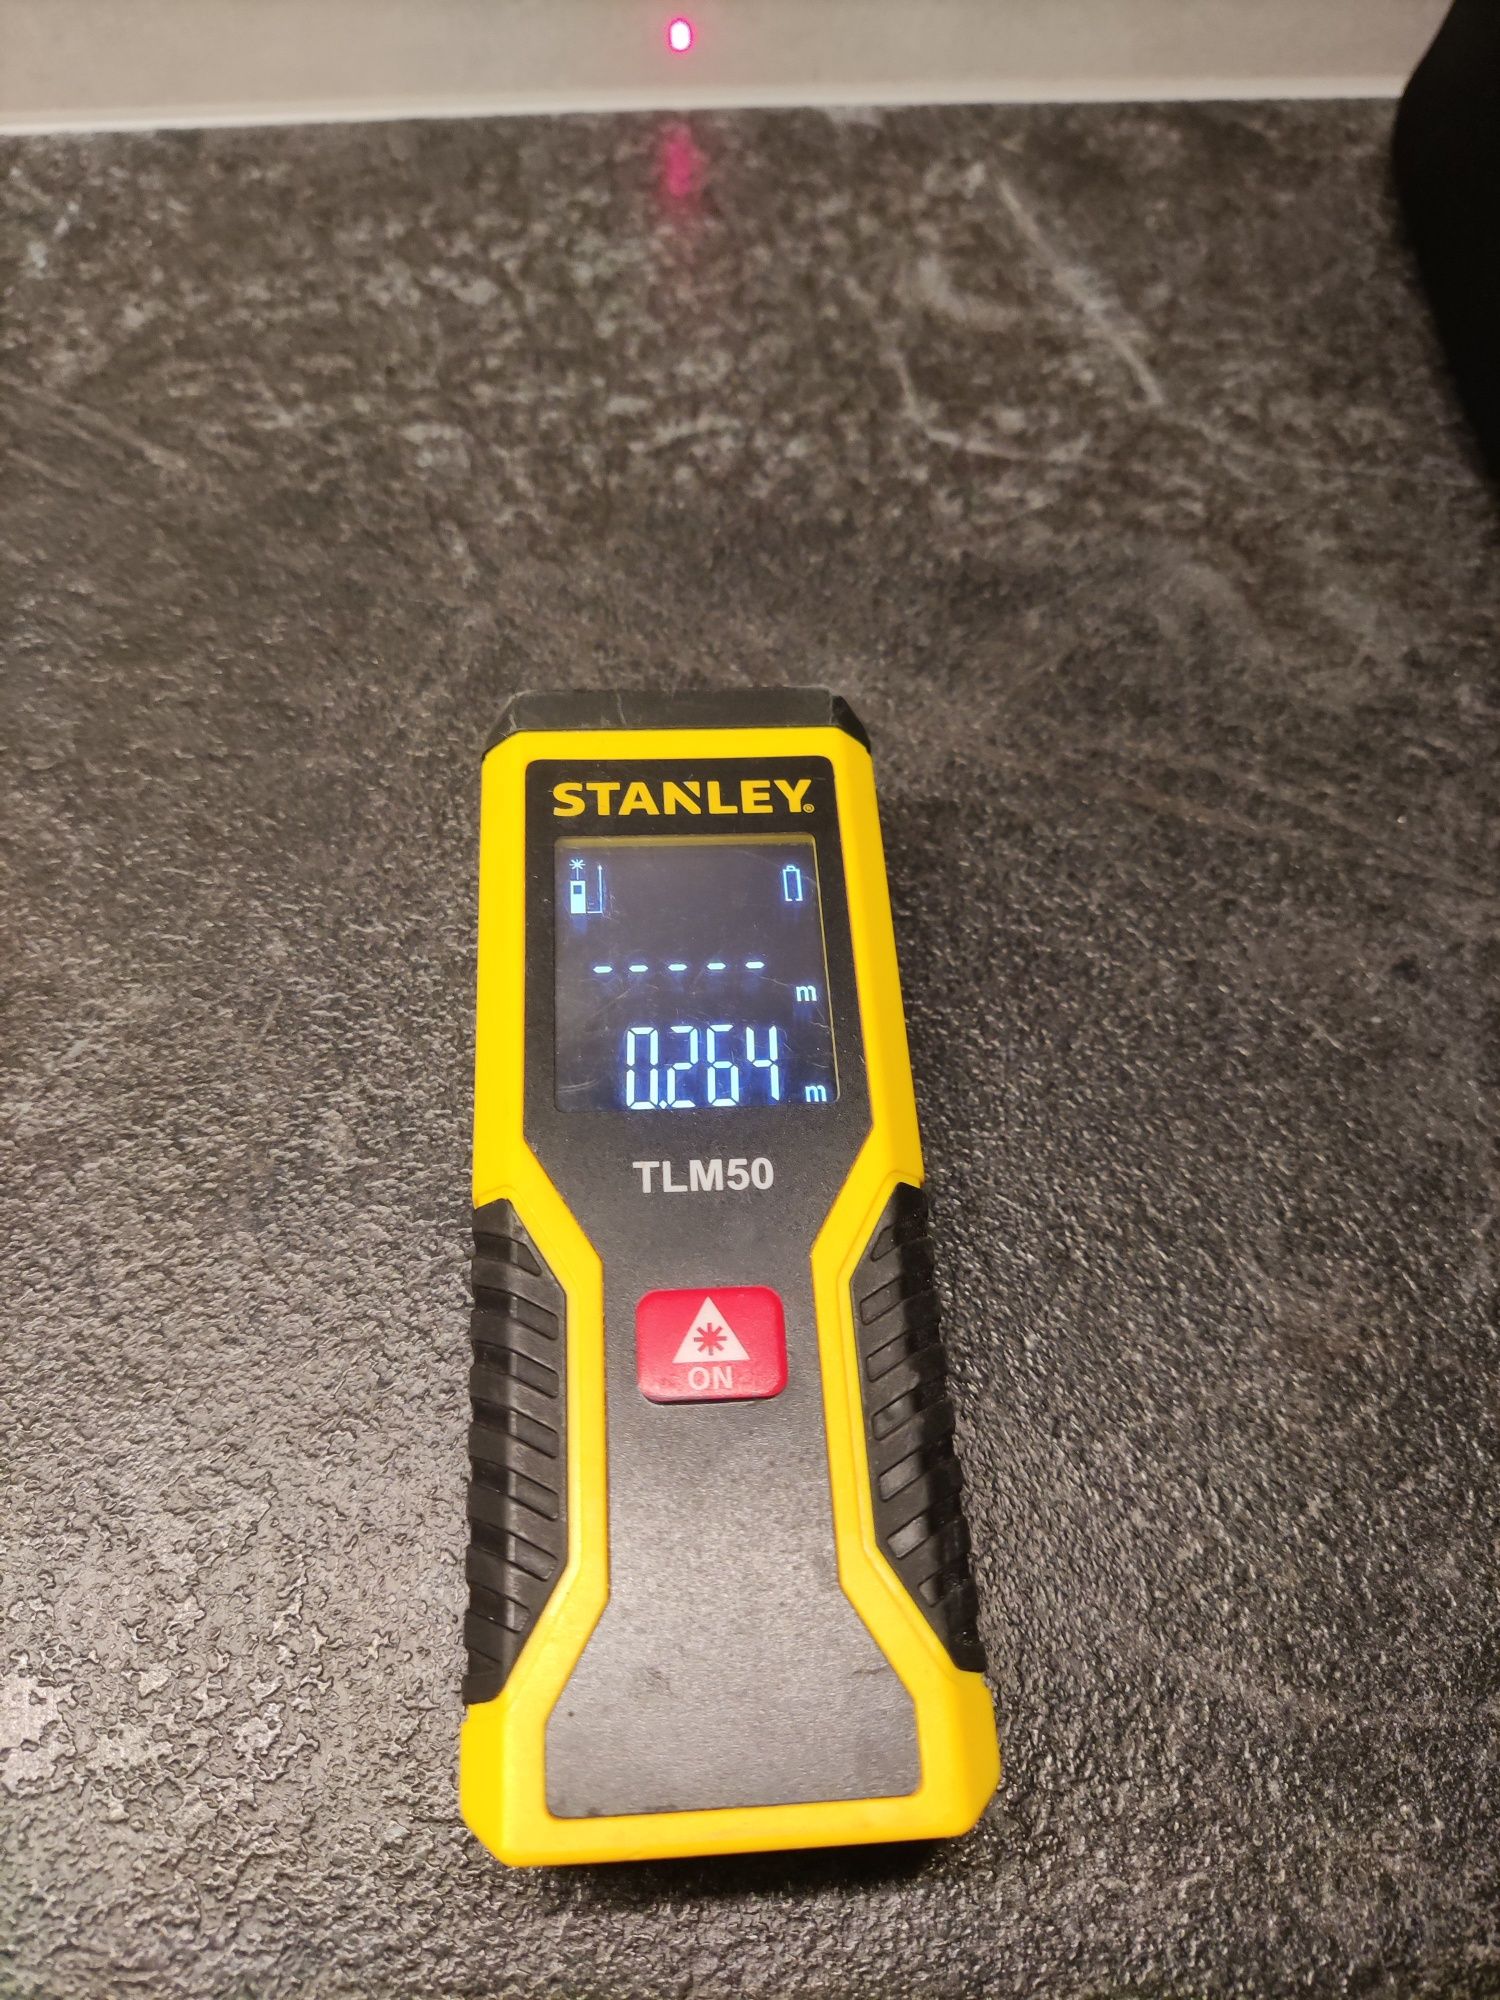 STANLEY®
----- m
0.264 m
TLM50
ON